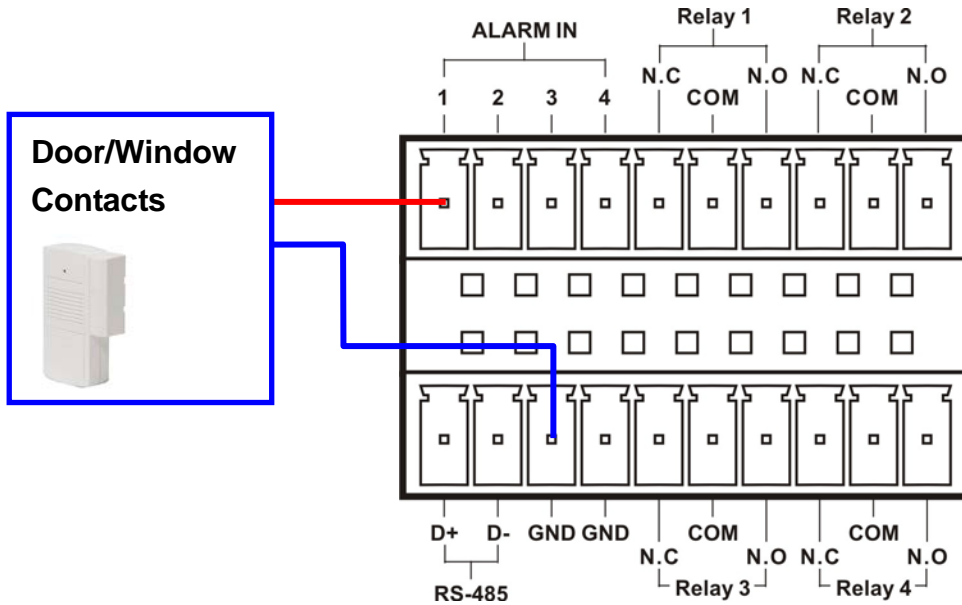 Relay 1 Relay 2
ALARM IN
N.C N.O N.C N.O
1 2 3 4 COM COM
Door/Window
Contacts
D+ D- GND GND COM COM
N.C N.O N.C N.O
RS-485 Relay 3 Relay 4